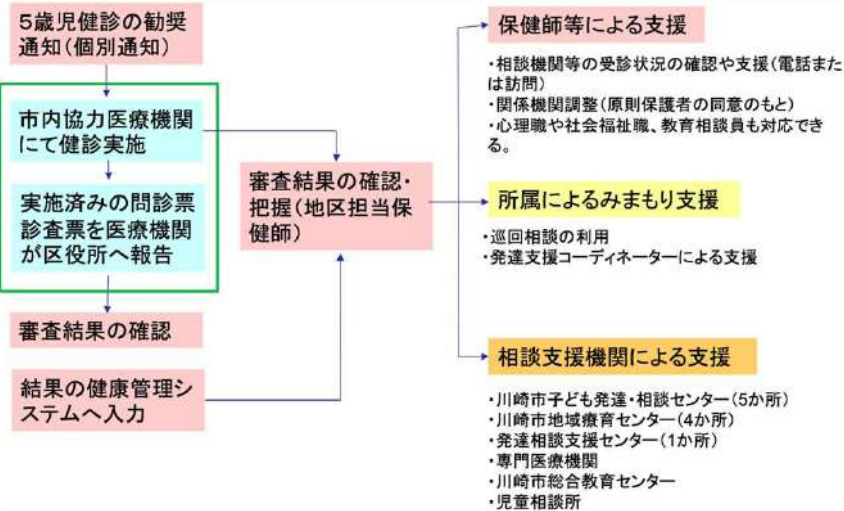 5歳児健診の勧奨
通知(個別通知)
市内協力医療機関
にて健診実施
実施済みの問診票
診査票を医療機関
が区役所へ報告
審査結果の確認
結果の健康管理シ
ステムへ入力
審査結果の確認・
把握(地区担当保
健師)
保健師等による支援
・相談機関等の受診状況の確認や支援(電話また
は訪問)
・関係機関調整(原則保護者の同意のもと)
・心理職や社会福祉職、教育相談員も対応でき
る。
所属によるみまもり支援
・巡回相談の利用
・発達支援コーディネーターによる支援
相談支援機関による支援
・川崎市子ども発達・相談センター(5か所)
・川崎市地域療育センター(4か所)
・発達相談支援センター(1か所)
・専門医療機関
・川崎市総合教育センター
・児童相談所